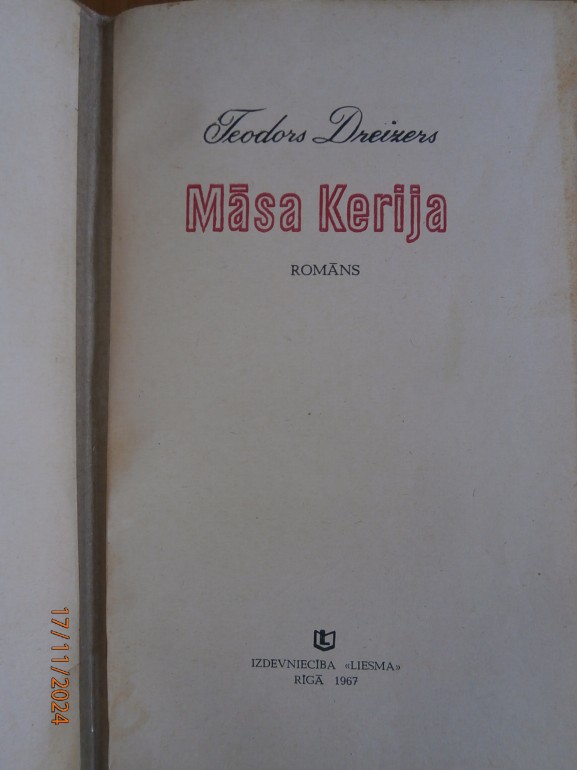 Teodors Dreizers
Māsa Kerija
ROMĀNS
IZDEVNIECĪBA «LIESMA»
RĪGĀ 1967
17/11/2024